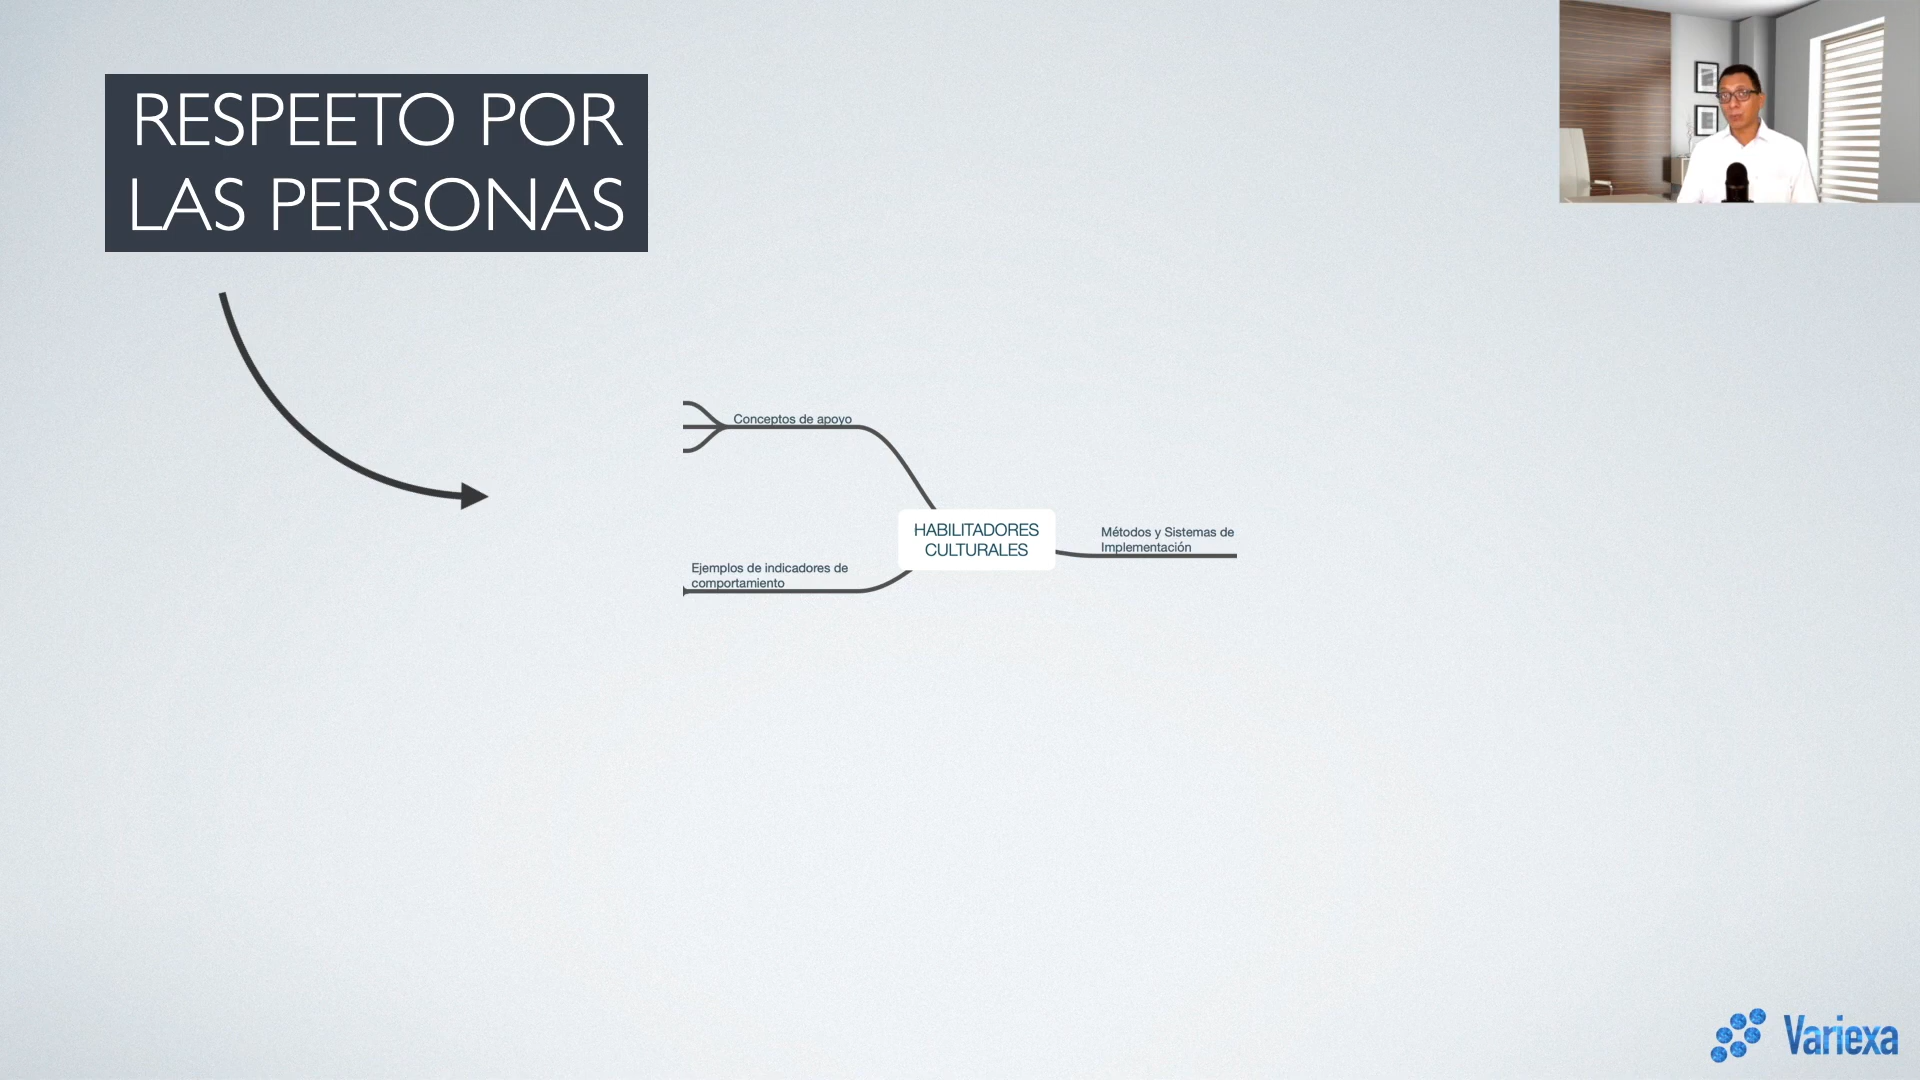 RESPEETO POR
LAS PERSONAS
Conceptos de apoyo
HABILITADORES
CULTURALES
Métodos y Sistemas de
Implementación
Ejemplos de indicadores de
comportamiento
Variexa